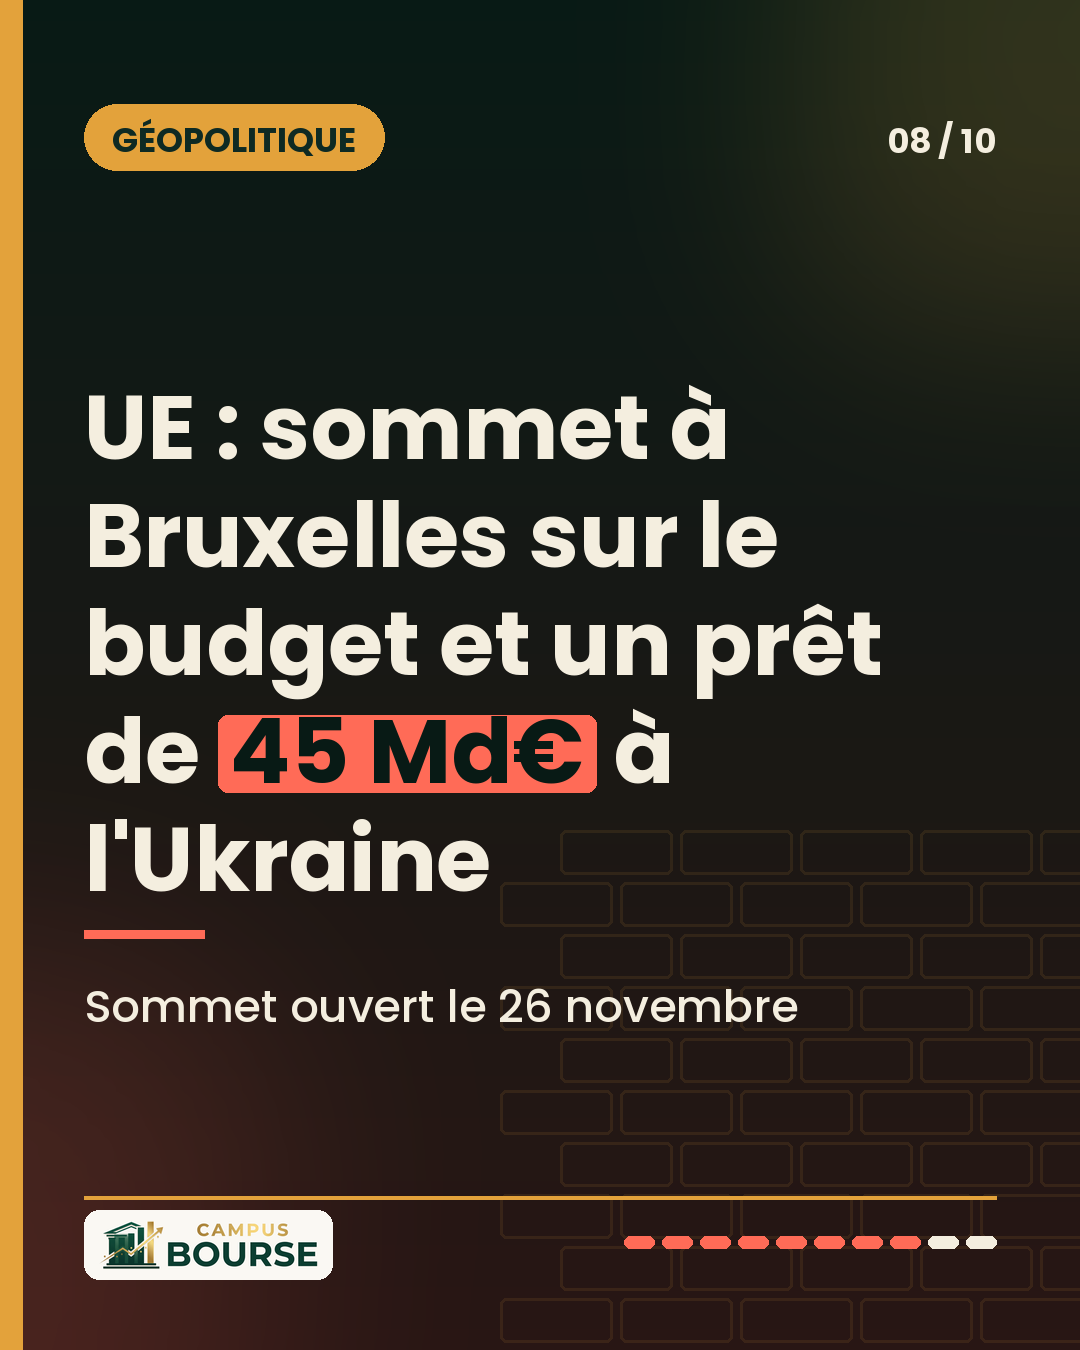 GÉOPOLITIQUE
08 / 10
UE : sommet à
Bruxelles sur le
budget et un prêt
de 45 Md€ à
l'Ukraine
Sommet ouvert le 26 novembre
CAMPUS
BOURSE